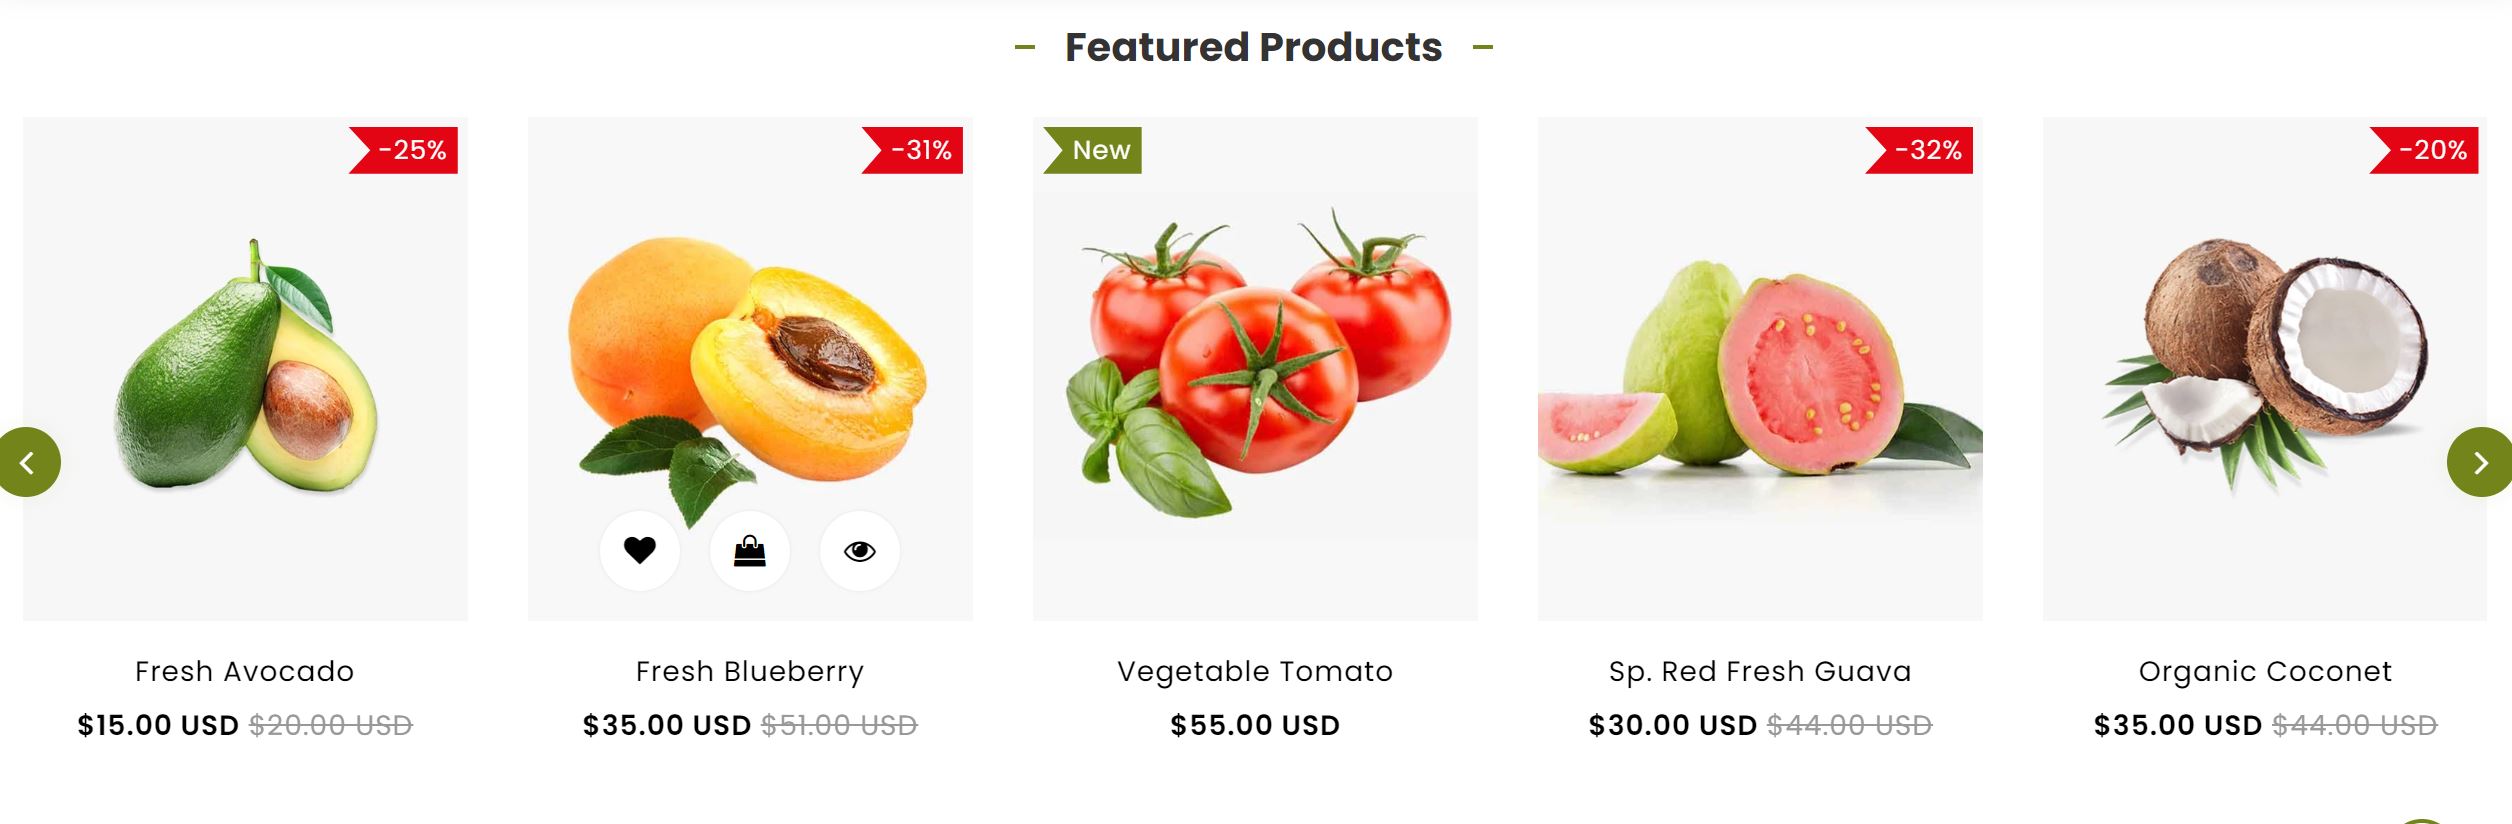 Featured Products
-25%
-31%
New
-32%
-20%
Fresh Avocado
$15.00 USD $20.00 USD
Fresh Blueberry
$35.00 USD $51.00 USD
Vegetable Tomato
$55.00 USD
Sp. Red Fresh Guava
$30.00 USD $44.00 USD
Organic Coconet
$35.00 USD $44.00 USD